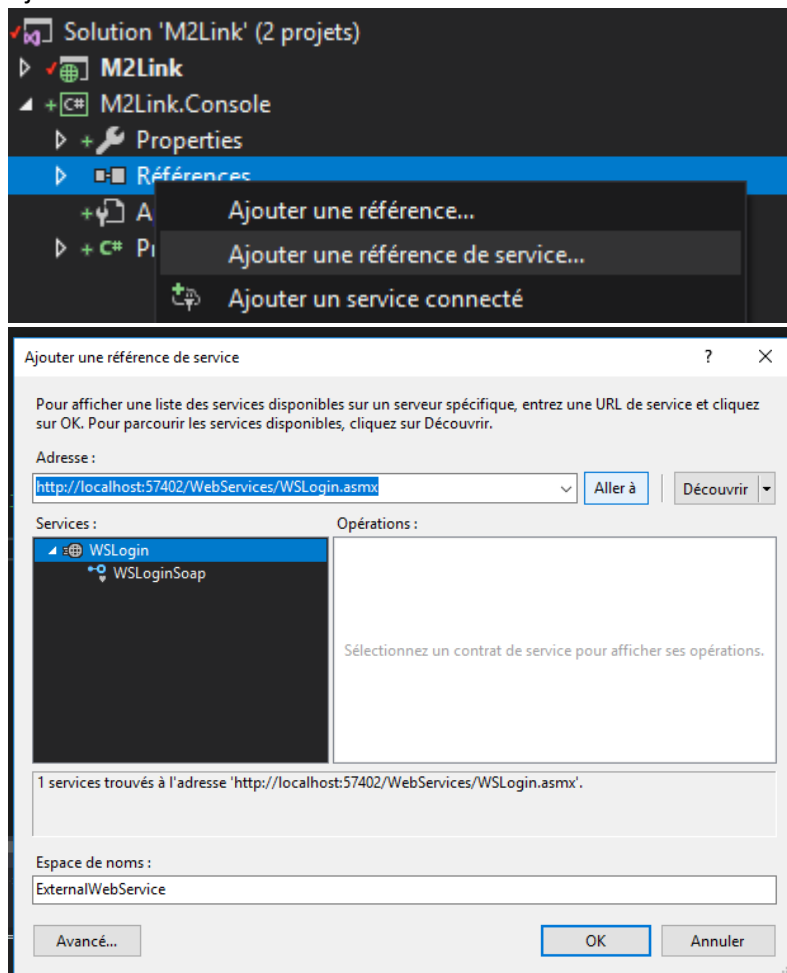 Solution 'M2Link' (2 projets)
M2Link
C# M2Link.Console
Properties
Références
A
Ajouter une référence...
C#
Ajouter une référence de service...
Ajouter un service connecté
Ajouter une référence de service
? X
Pour afficher une liste des services disponibles sur un serveur spécifique, entrez une URL de service et cliquez
sur OK. Pour parcourir les services disponibles, cliquez sur Découvrir.
Adresse :
http://localhost:57402/WebServices/WSLogin.asmx
Aller à
Découvrir
Services :
Opérations :
WSLogin
WSLoginSoap
Sélectionnez un contrat de service pour afficher ses opérations.
1 services trouvés à l'adresse 'http://localhost:57402/WebServices/WSLogin.asmx'.
Espace de noms :
ExternalWebService
Avancé...
OK
Annuler